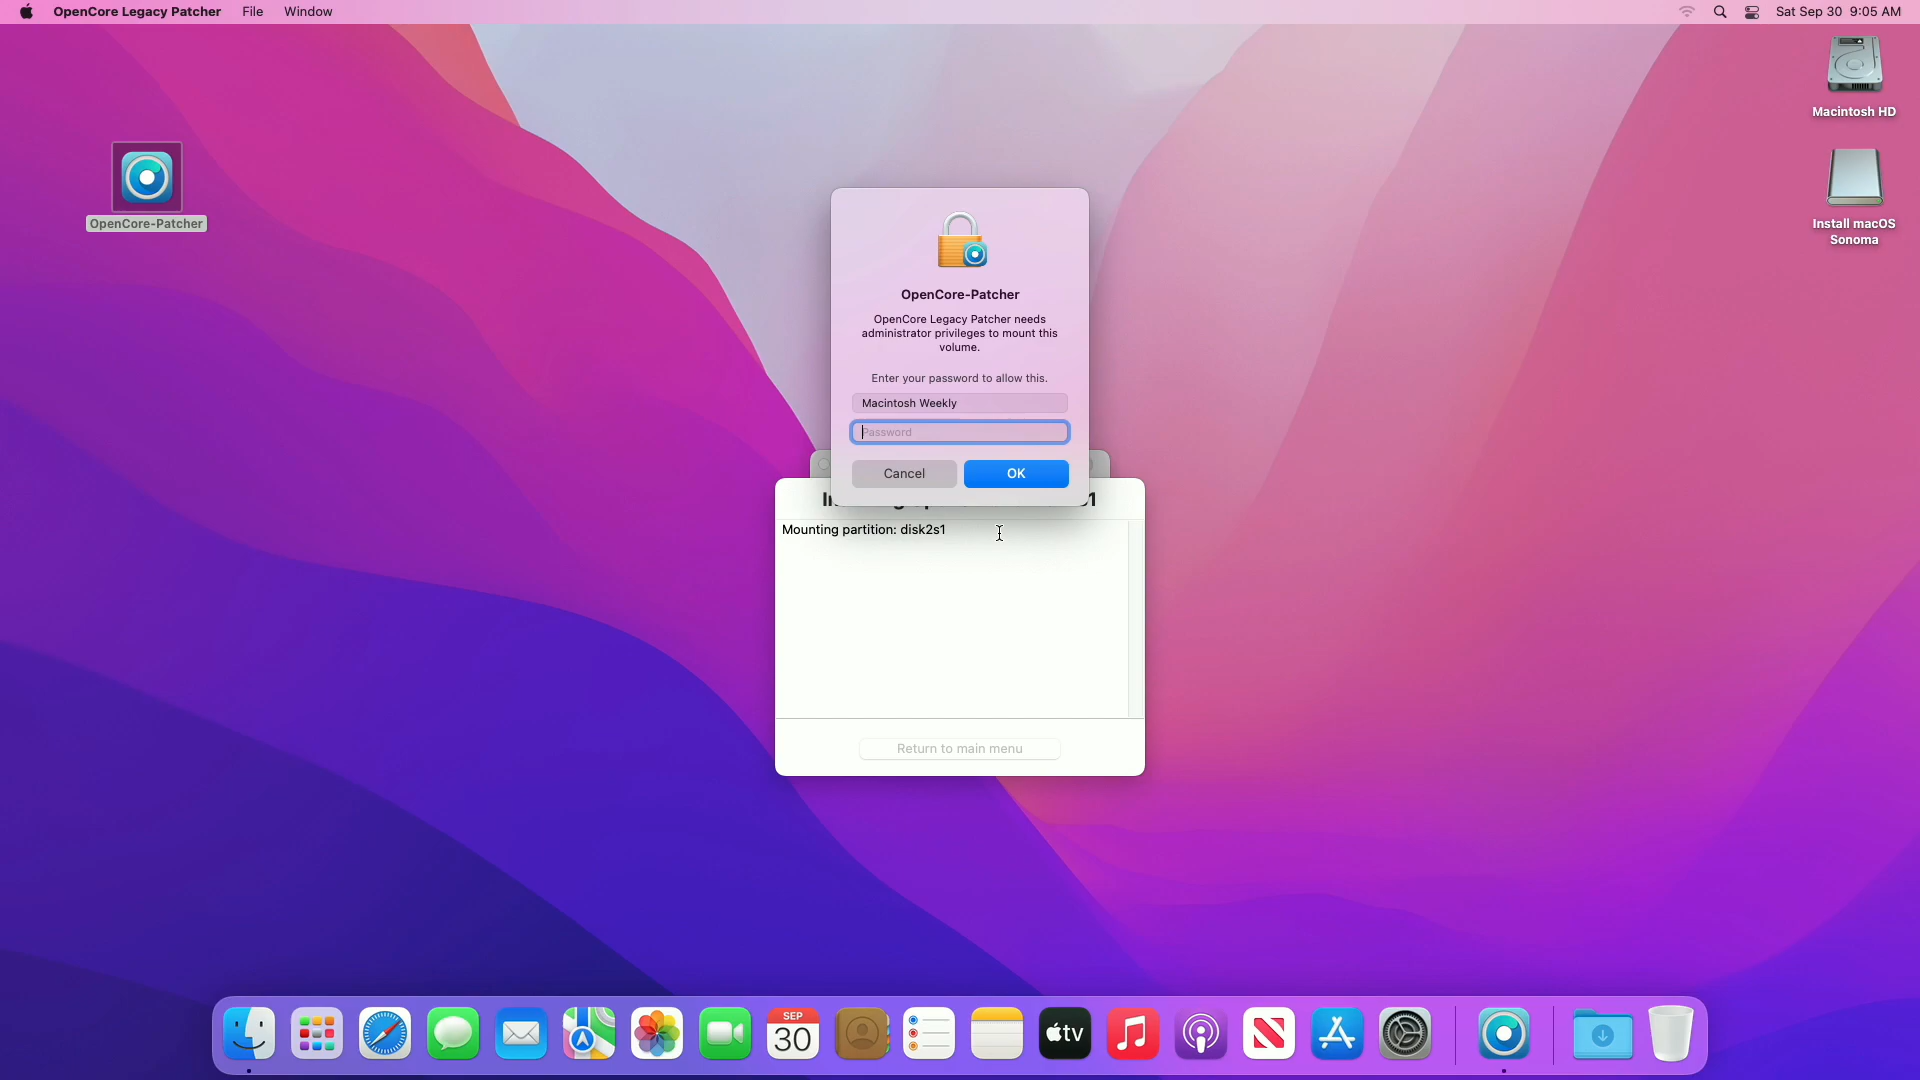 OpenCore Legacy Patcher File Window Sat Sep 30 9:05 AM
Macintosh HD
OpenCore-Patcher
Install macOS
Sonoma
OpenCore-Patcher
OpenCore Legacy Patcher needs
administrator privileges to mount this
volume.
Enter your password to allow this.
Macintosh Weekly
Password
Cancel OK
Mounting partition: disk2s1
Return to main menu
SEP
30
tv